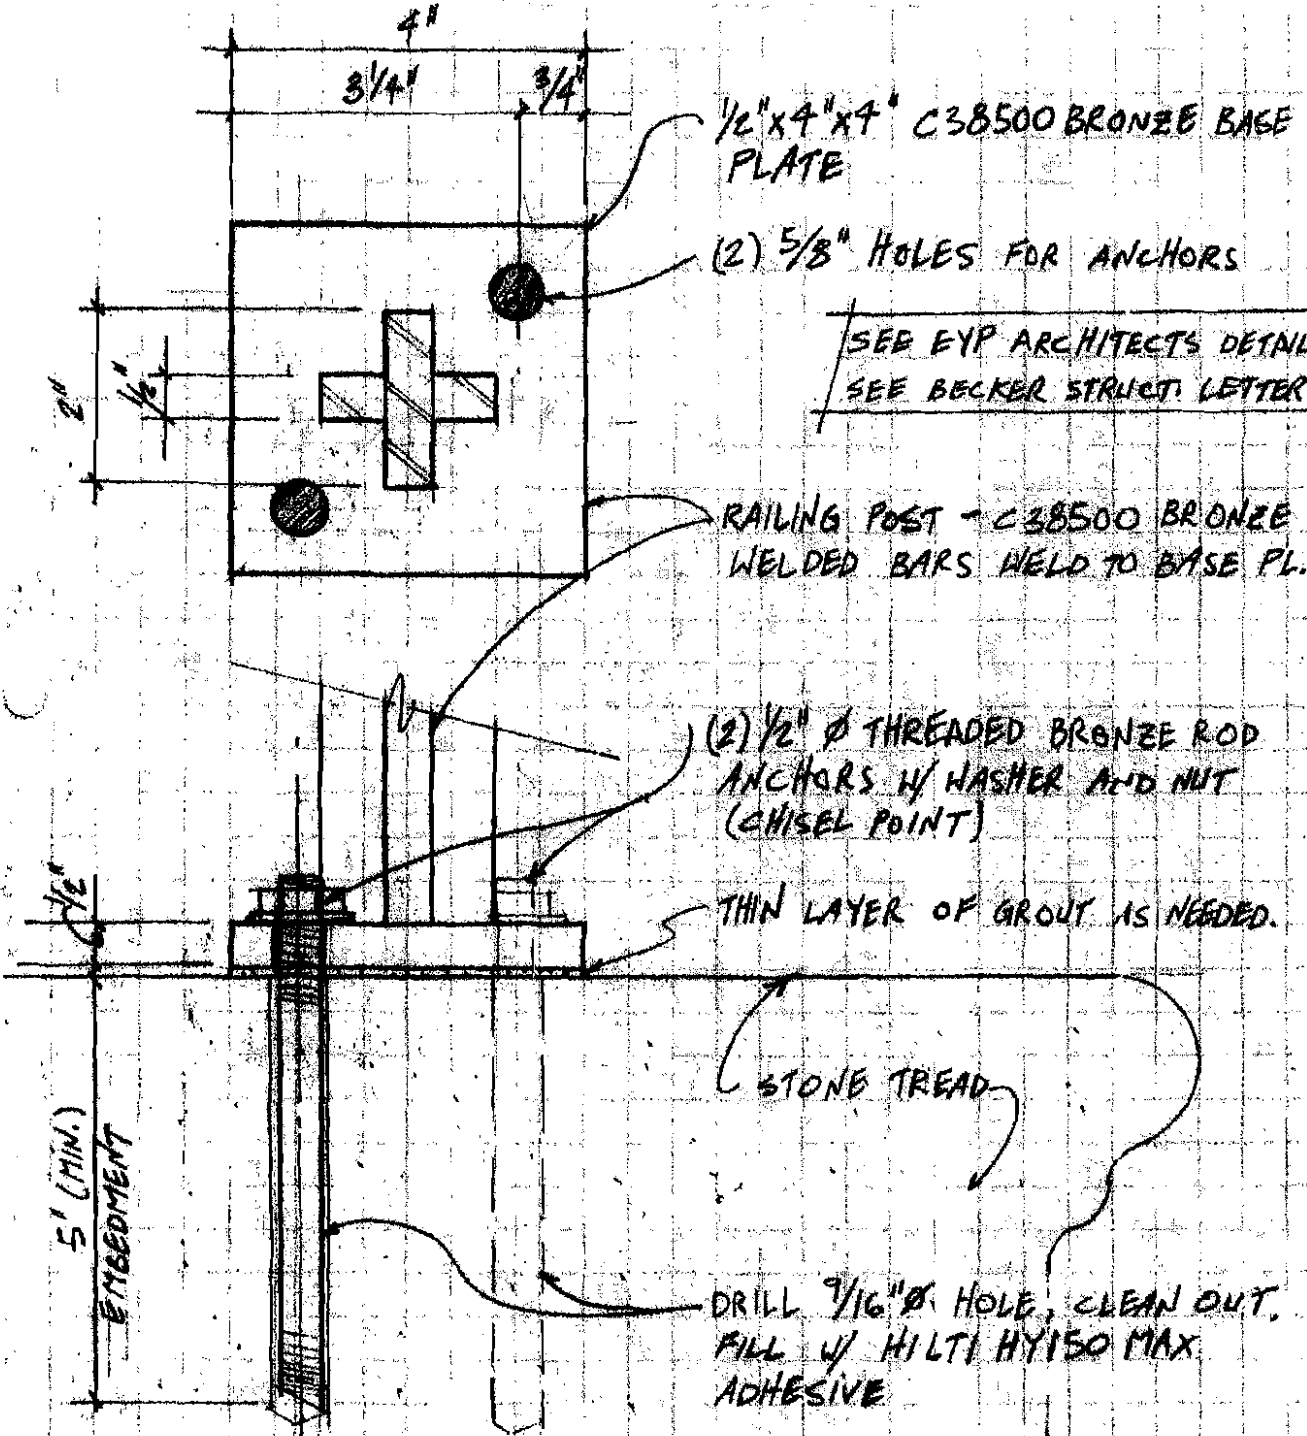 4"
3 1/4"
3/4"
1/2"x4"x4" C38500 BRONZE BASE
PLATE
(2) 5/8" HOLES FOR ANCHORS
SEE EYP ARCHITECTS DETAIL
SEE BECKER STRUCT. LETTER
2"
1/2"
RAILING POST - C38500 BRONZE
WELDED BARS WELD TO BASE PL.
(2) 1/2" Ø THREADED BRONZE ROD
ANCHORS W/ WASHER AND NUT
(CHISEL POINT)
1/2"
THIN LAYER OF GROUT AS NEEDED.
STONE TREAD
5" (MIN.)
EMBEDMENT
DRILL 9/16"Ø HOLE, CLEAN OUT.
FILL W/ HILTI HY150 MAX
ADHESIVE